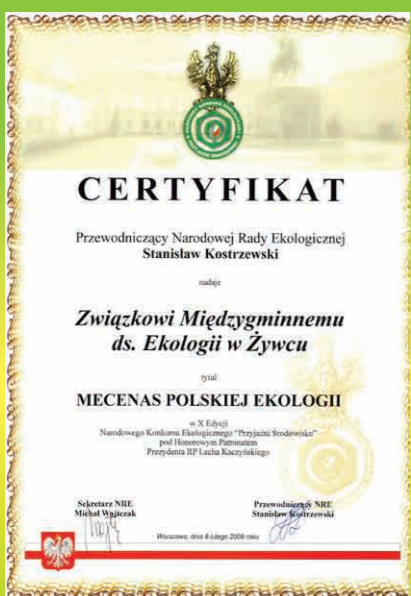 CERTYFIKAT
Przewodniczący Narodowej Rady Ekologicznej
Stanisław Kostrzewski
nadaje
Związkowi Międzygminnemu
ds. Ekologii w Żywcu
tytuł
MECENAS POLSKIEJ EKOLOGII
w X Edycji
Narodowego Konkursu Ekologicznego "Przyjaźni Środowisku"
pod Honorowym Patronatem
Prezydenta RP Lecha Kaczyńskiego
Sekretarz NRE
Michał Wojtczak
Przewodniczący NRE
Stanisław Kostrzewski
Warszawa, dnia 6 lutego 2009 roku